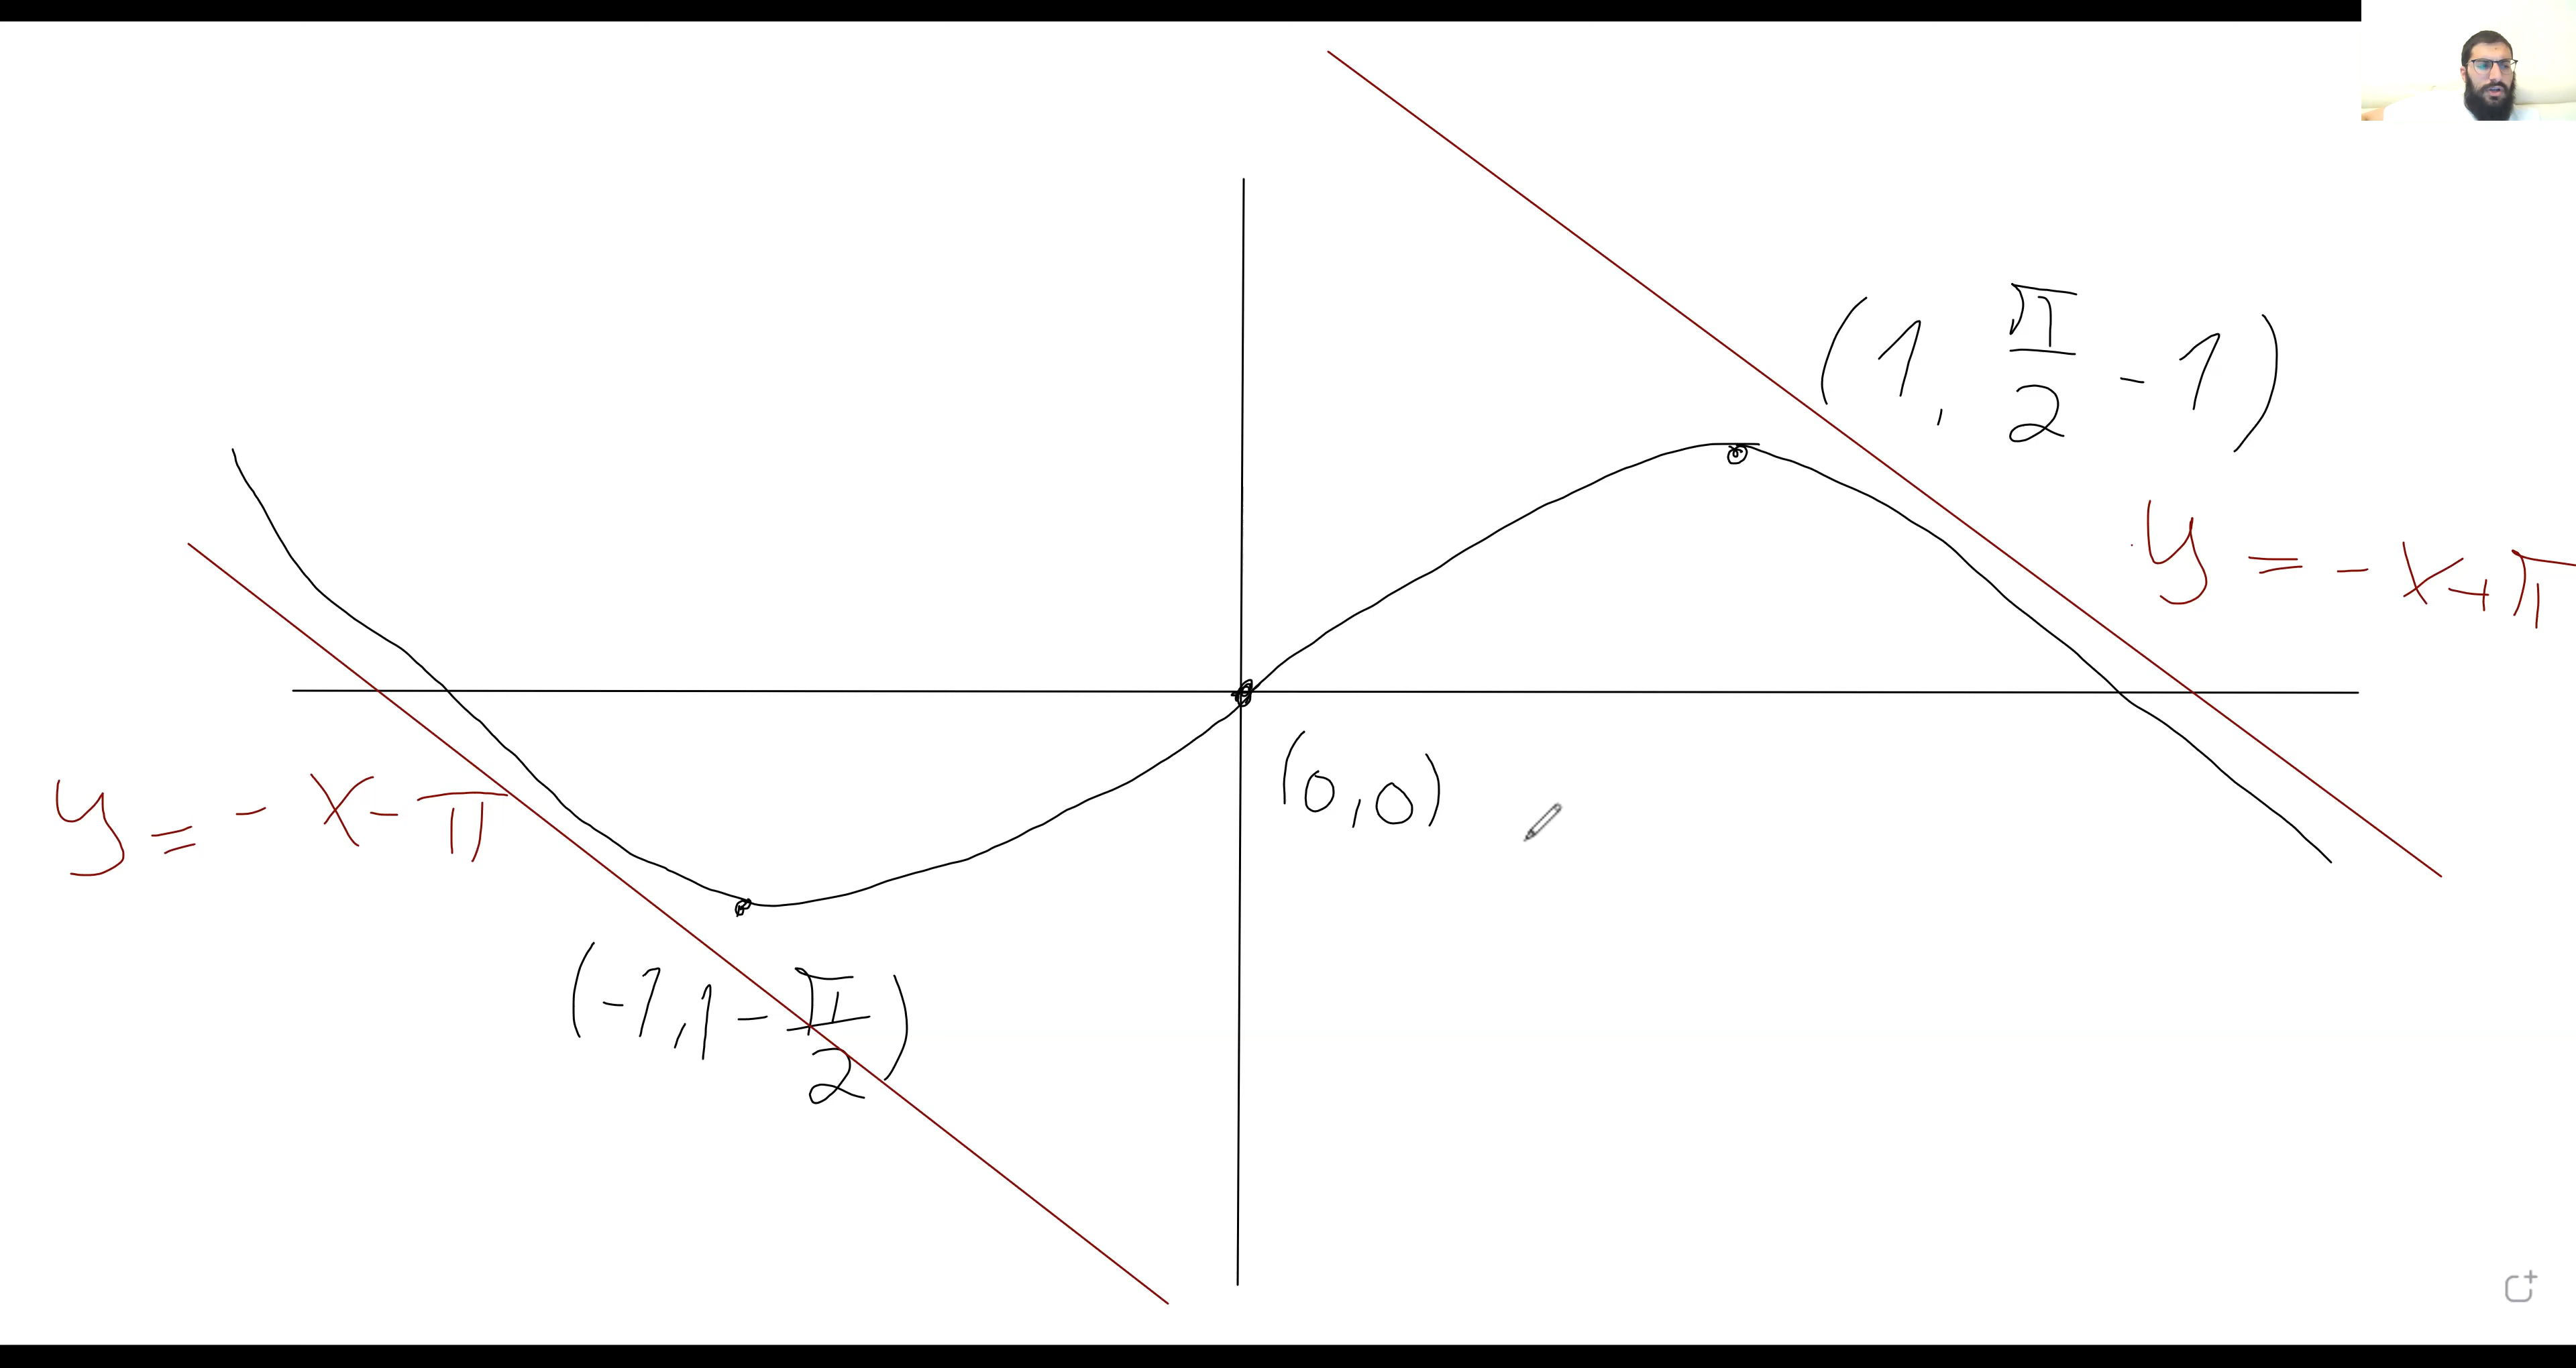 (1, π/2 - 1)
y = - x + π
(0,0)
y = - x - π
(-1, 1 - π/2)